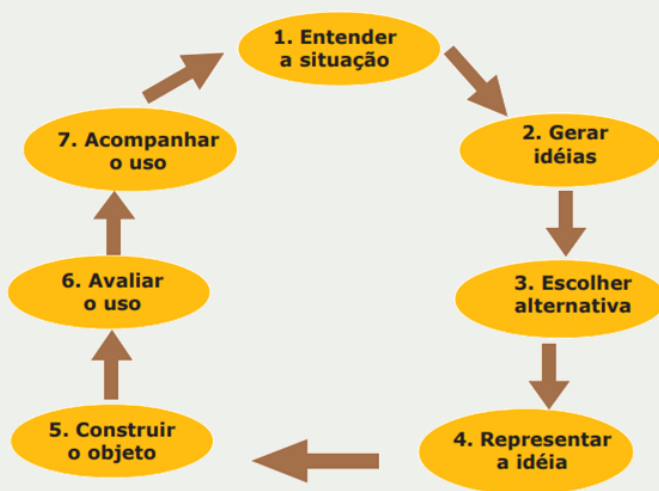 1. Entender
a situação
2. Gerar
idéias
3. Escolher
alternativa
4. Representar
a idéia
5. Construir
o objeto
6. Avaliar
o uso
7. Acompanhar
o uso